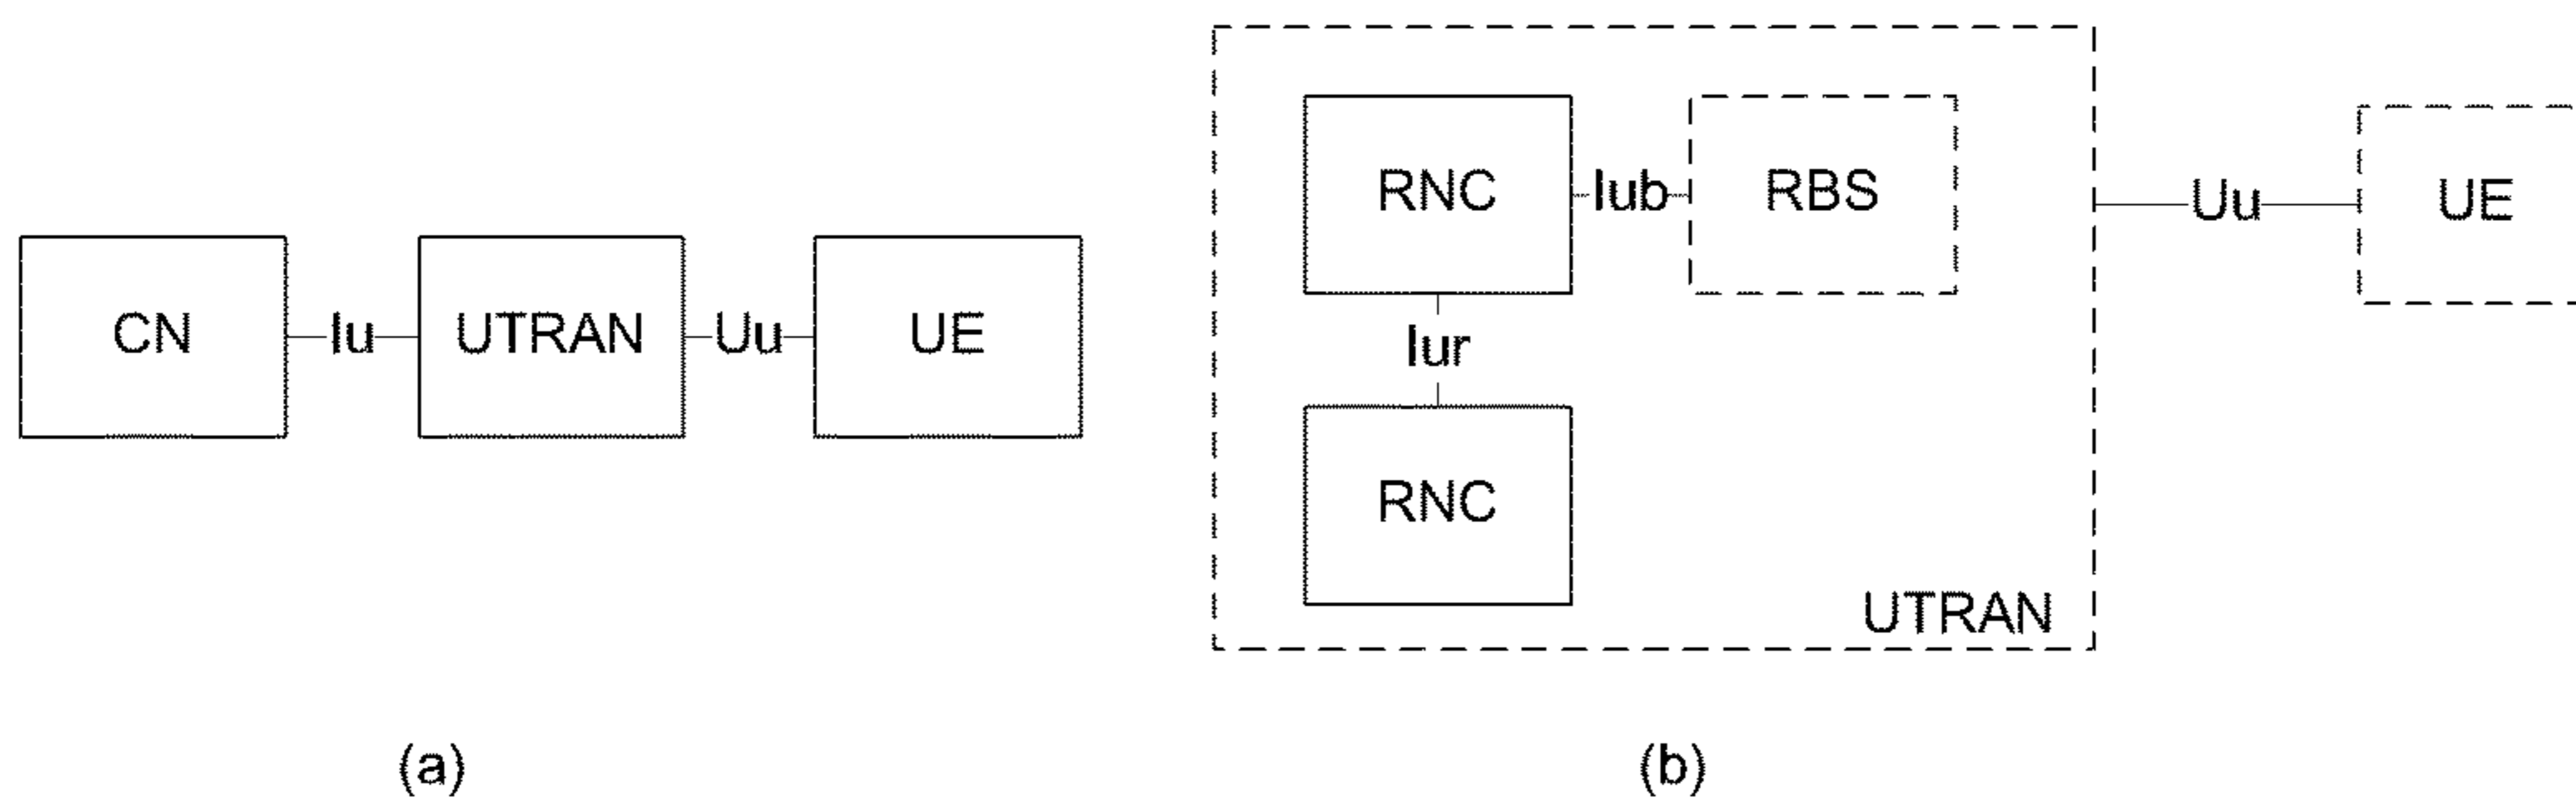 CN Iu UTRAN Uu UE
(a)
RNC Iub RBS
Uu UE
Iur
RNC
UTRAN
(b)